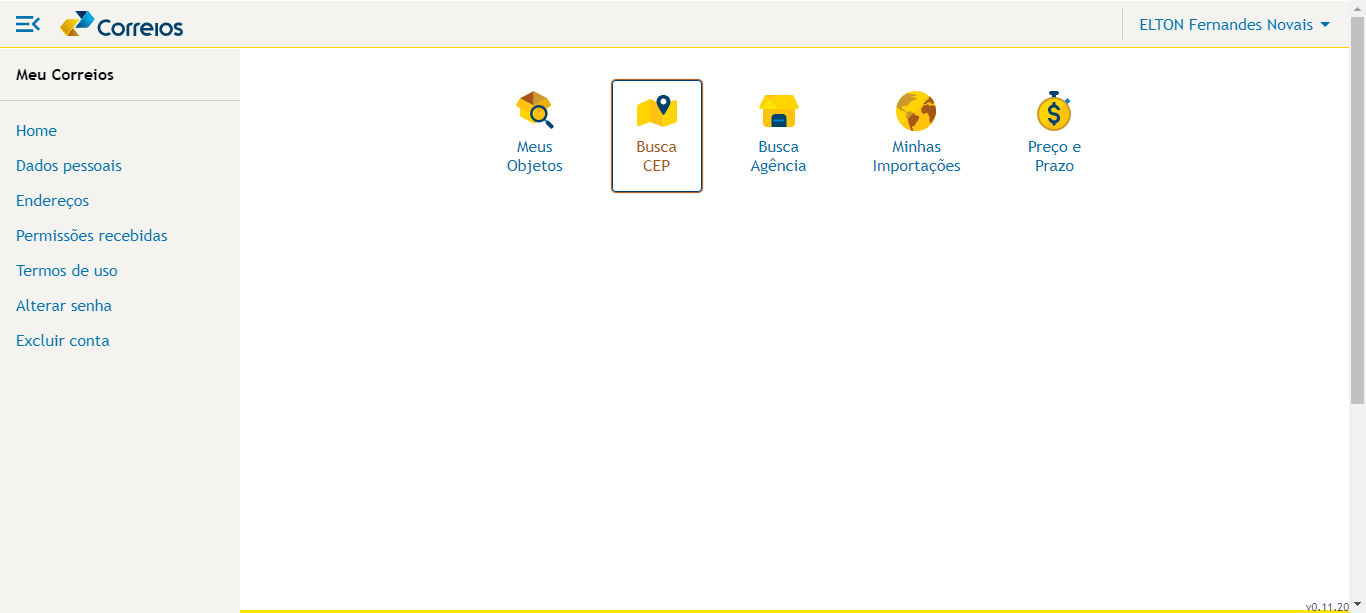 Correios
ELTON Fernandes Novais
Meu Correios
Home
Dados pessoais
Endereços
Permissões recebidas
Termos de uso
Alterar senha
Excluir conta
Meus
Objetos
Busca
CEP
Busca
Agência
Minhas
Importações
Preço e
Prazo
v0.11.20